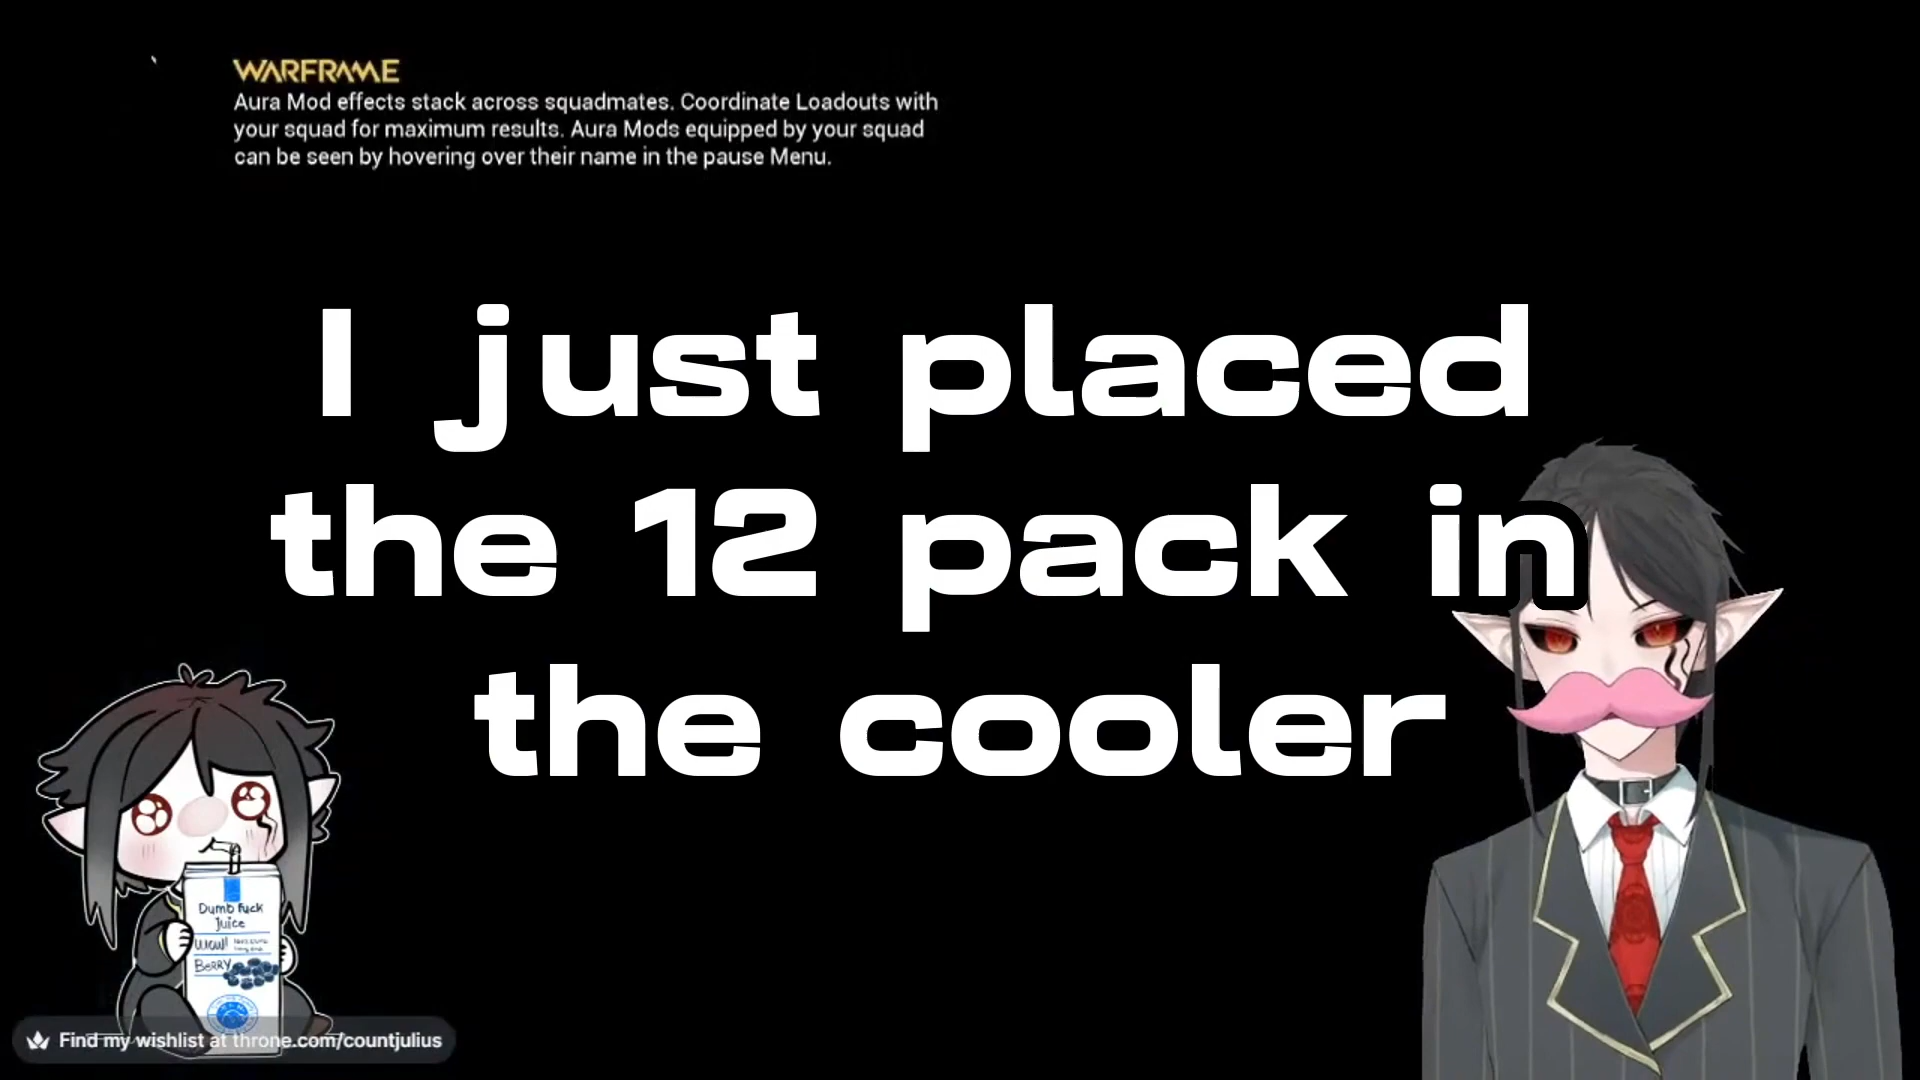 WARFRAME
Aura Mod effects stack across squadmates. Coordinate Loadouts with
your squad for maximum results. Aura Mods equipped by your squad
can be seen by hovering over their name in the pause Menu.
I just placed
the 12 pack in
the cooler
Dumb Fuck
Juice
Wow!
BERRY
Find my wishlist at throne.com/countjulius